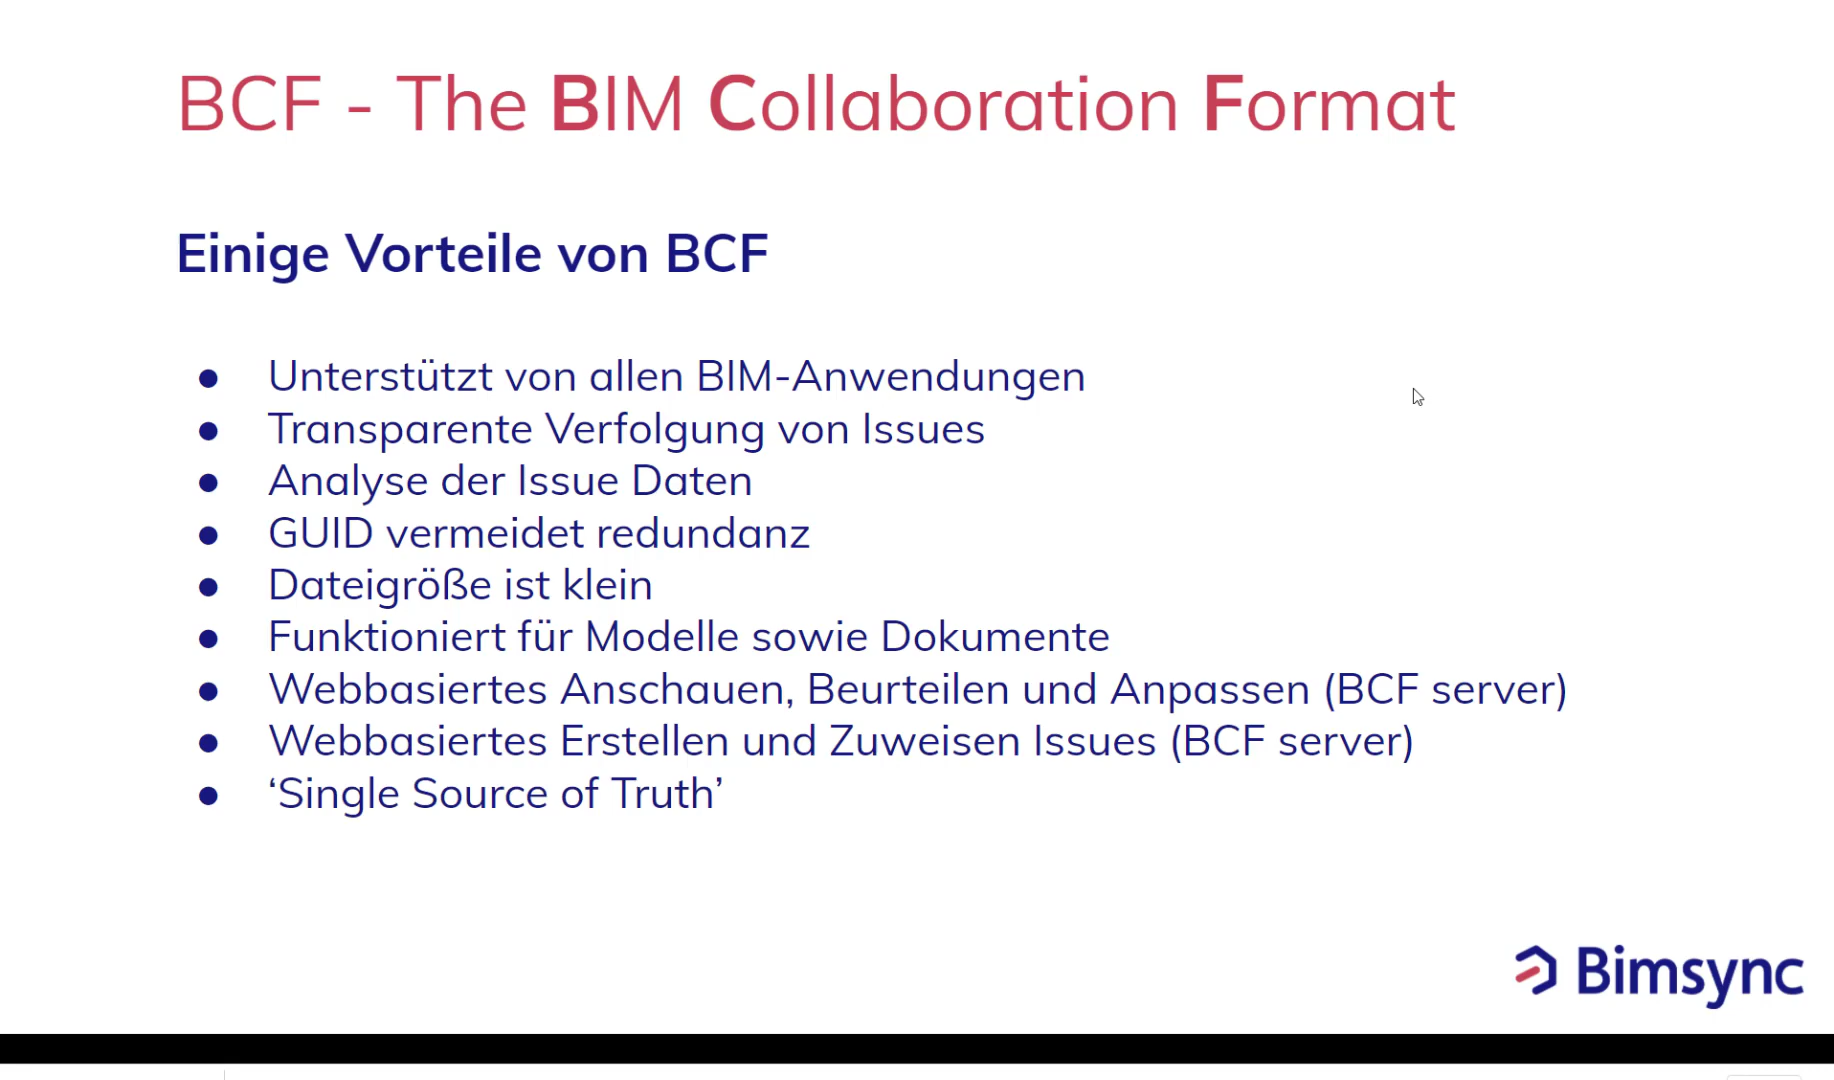 BCF - The BIM Collaboration Format
Einige Vorteile von BCF
● Unterstützt von allen BIM-Anwendungen
● Transparente Verfolgung von Issues
● Analyse der Issue Daten
● GUID vermeidet redundanz
● Dateigröße ist klein
● Funktioniert für Modelle sowie Dokumente
● Webbasiertes Anschauen, Beurteilen und Anpassen (BCF server)
● Webbasiertes Erstellen und Zuweisen Issues (BCF server)
● ‘Single Source of Truth’
Bimsync